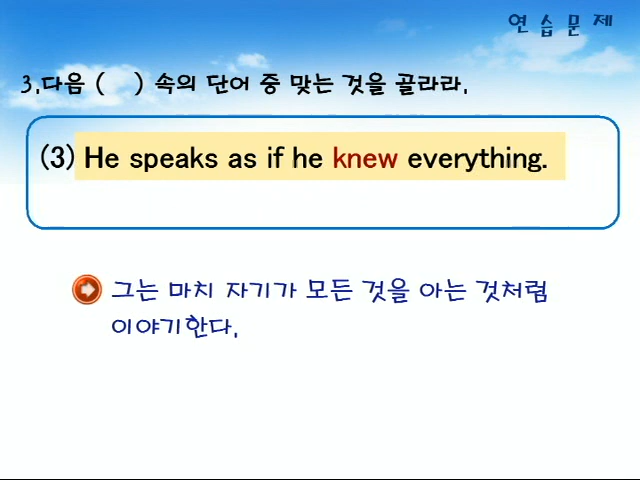 연습문제
3.다음 (   ) 속의 단어 중 맞는 것을 골라라.
(3) He speaks as if he knew everything.
그는 마치 자기가 모든 것을 아는 것처럼
이야기한다.